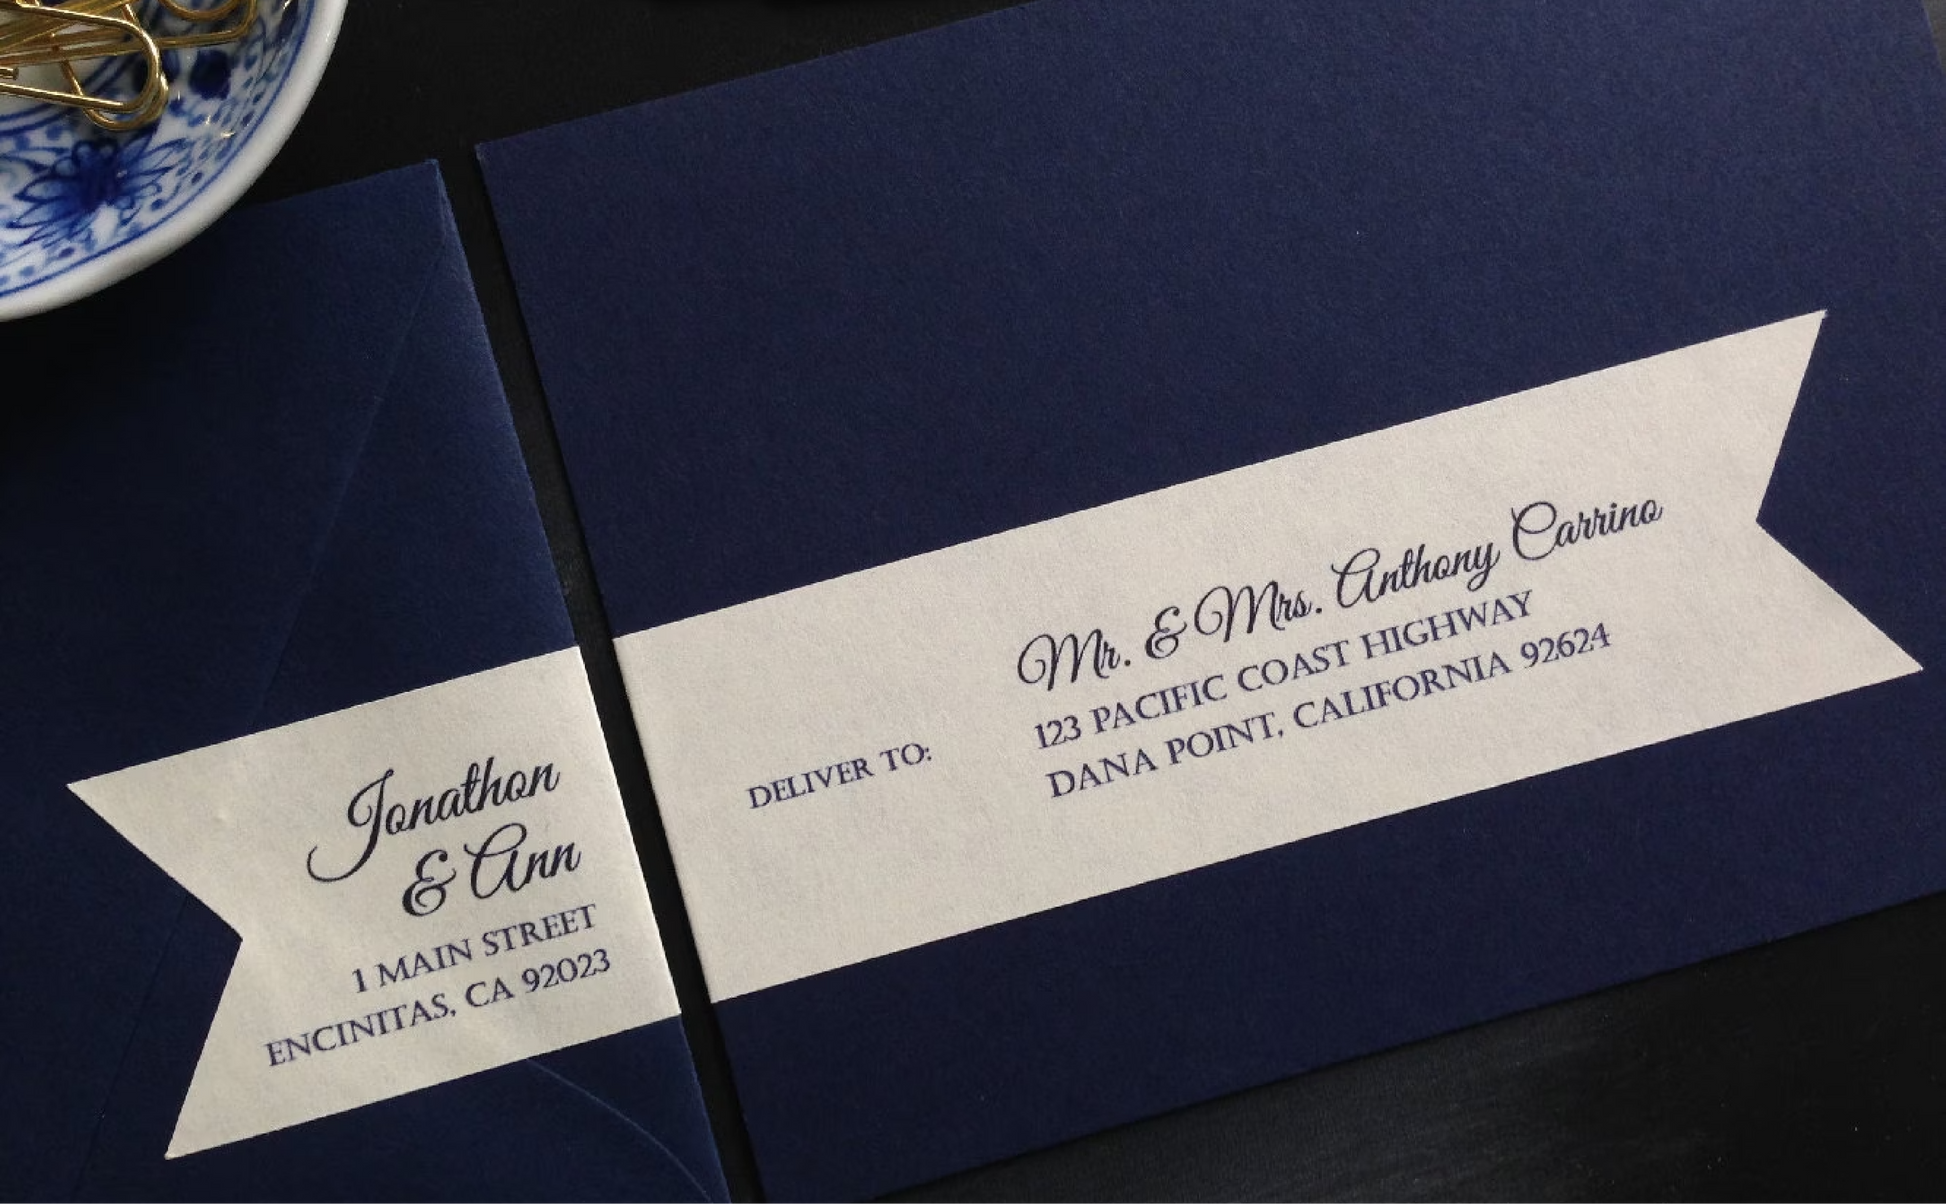 Jonathon
& Ann
1 MAIN STREET
ENCINITAS, CA 92023
DELIVER TO:
Mr. & Mrs. Anthony Carrino
123 PACIFIC COAST HIGHWAY
DANA POINT, CALIFORNIA 92624